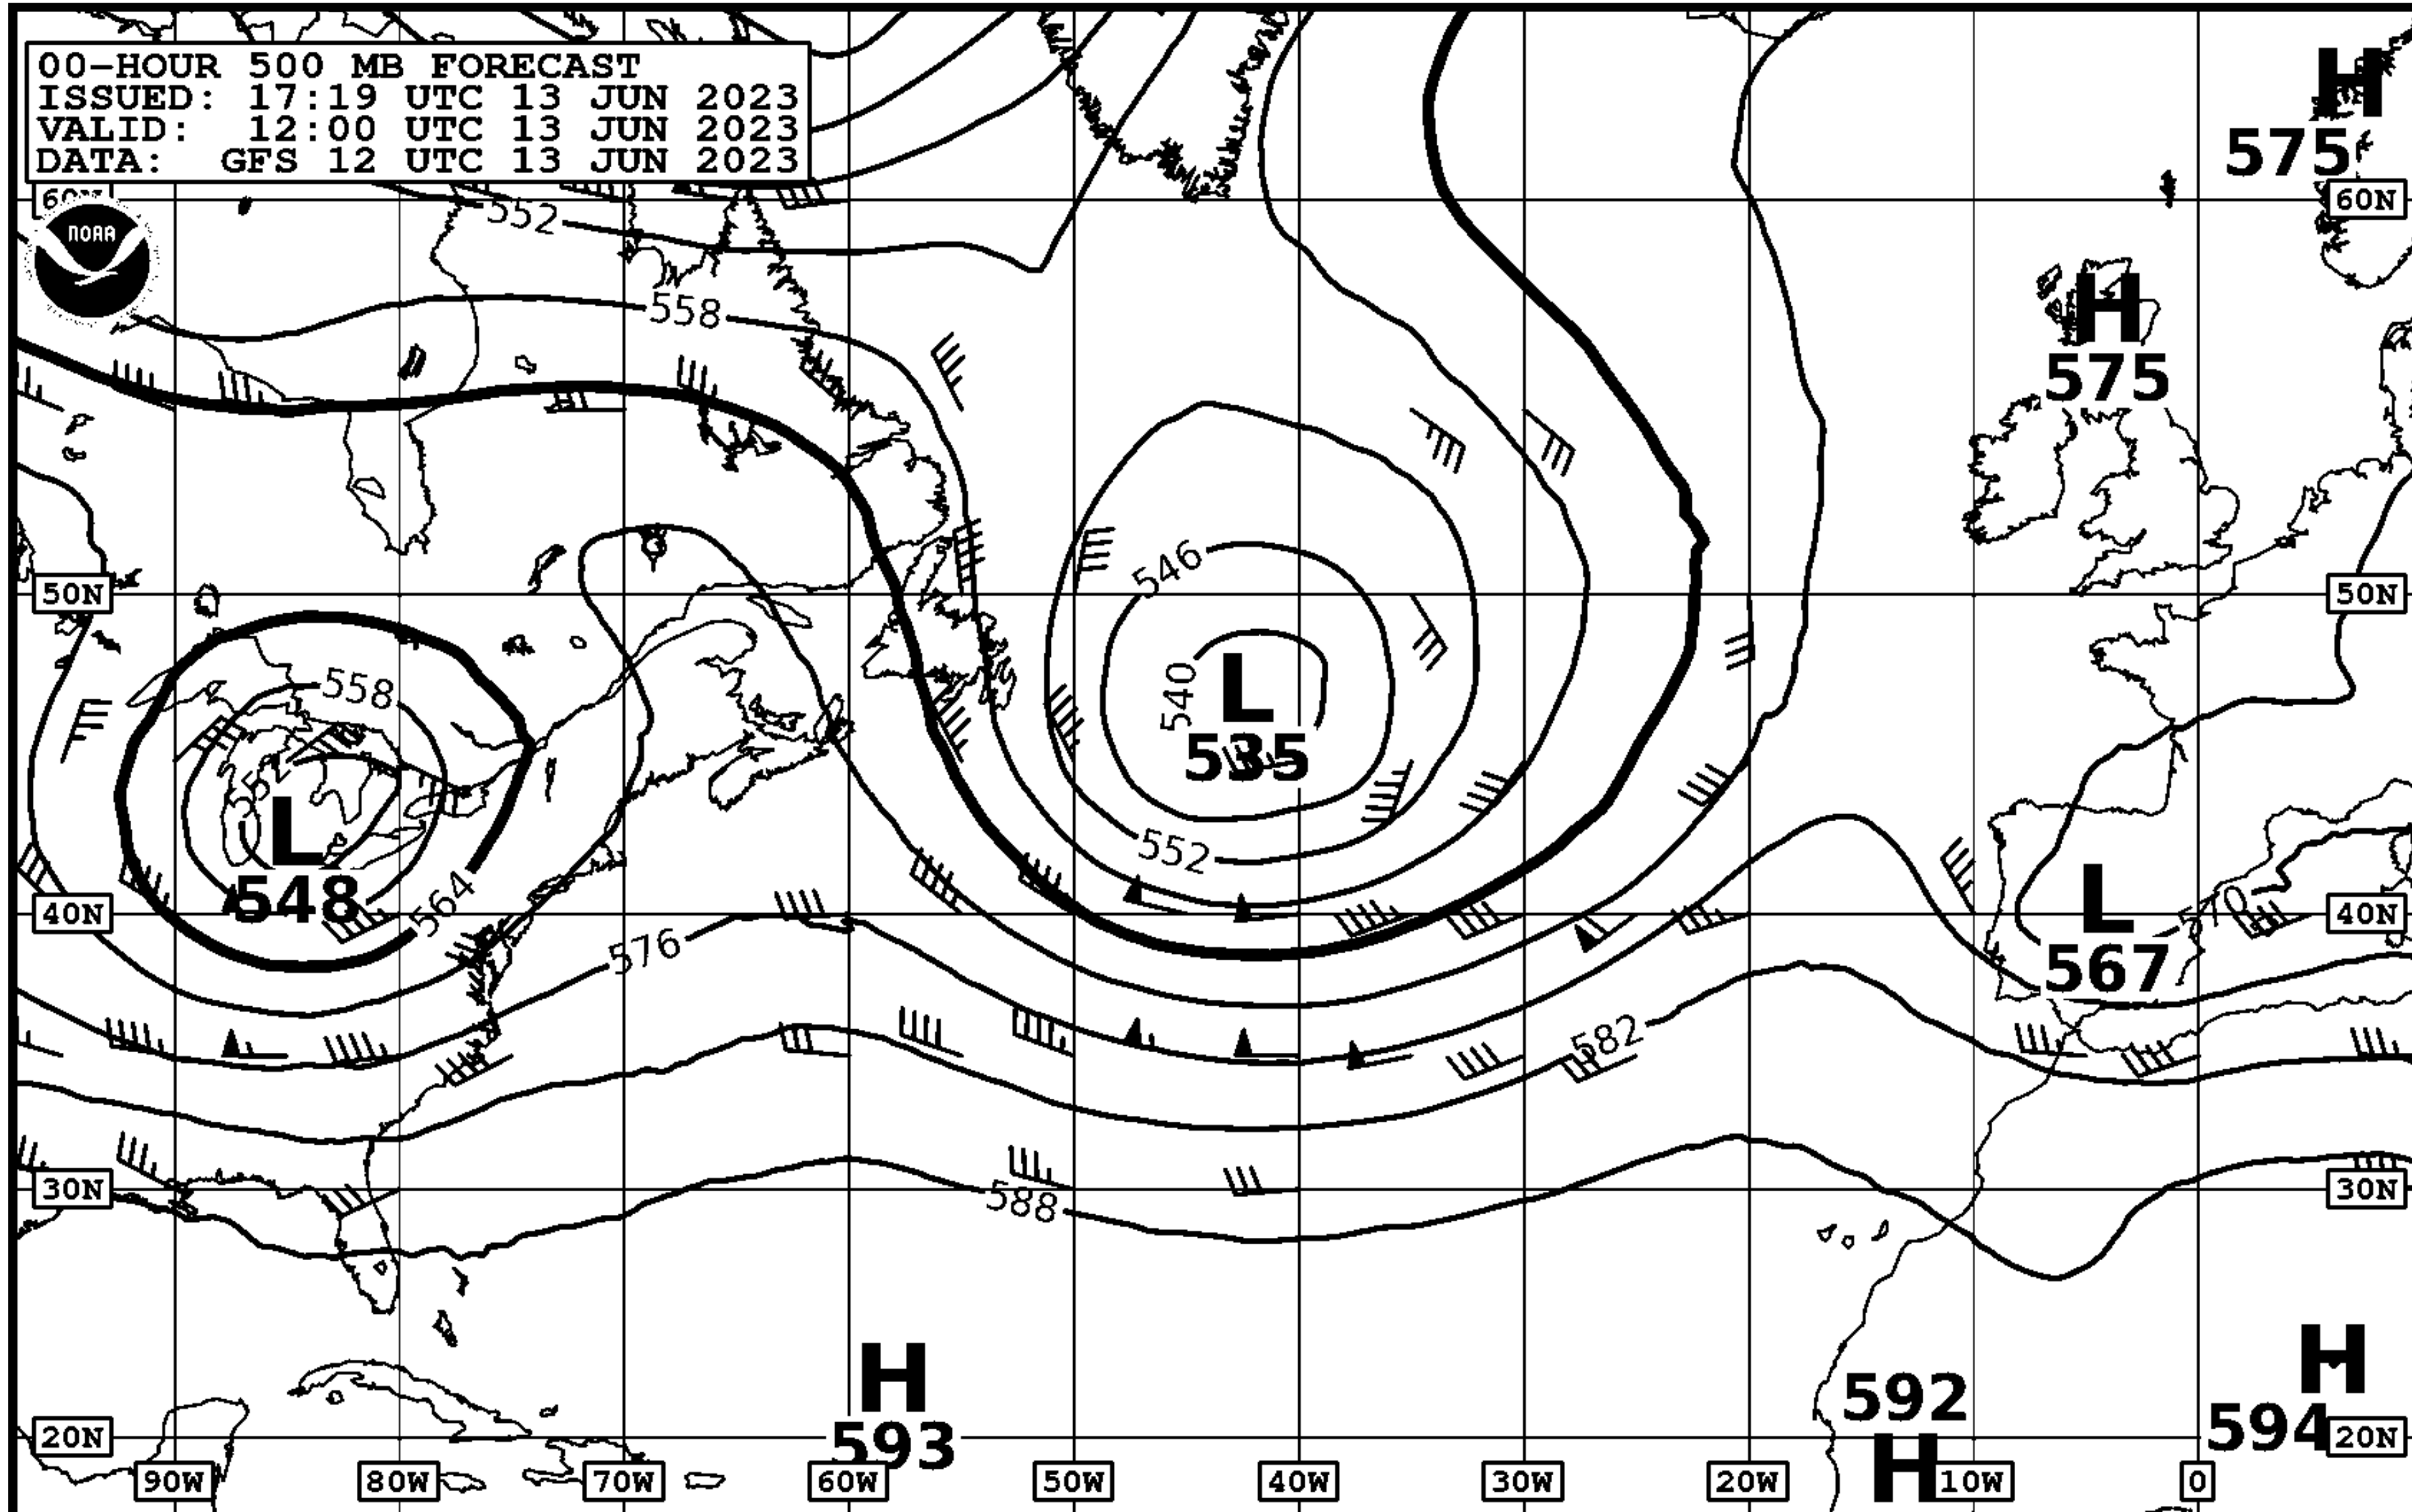 00-HOUR 500 MB FORECAST
ISSUED: 17:19 UTC 13 JUN 2023
VALID: 12:00 UTC 13 JUN 2023
DATA: GFS 12 UTC 13 JUN 2023
H
575
60N
NOAA
552
H
575
558
50N
546
50N
558
540
L
535
L
548
552
564
40N
576
L
567
570
40N
582
30N
588
30N
H
593
592
H
H
594
20N
20N
90W
80W
70W
60W
50W
40W
30W
20W
10W
0